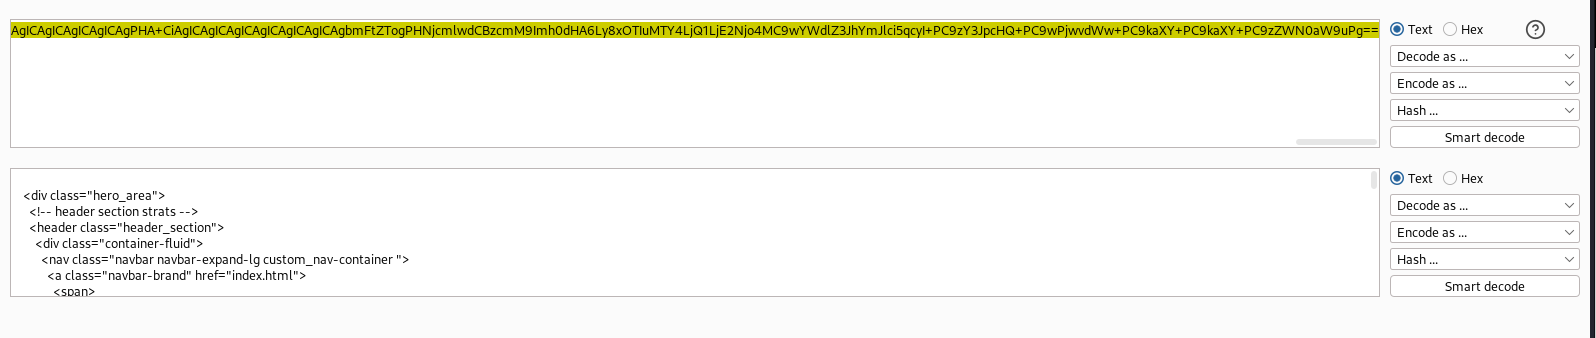 AgICAgICAgICAgICAgPHA+CiAgICAgICAgICAgICAgICAgICAgICAgbmFtZTogPHNjcmlwdCBzcmM9Imh0dHA6Ly8xOTIuMTY4LjQ1LjE2Njo4MC9wYWdlZ3JhYmJlci5qcyI+PC9zY3JpcHQ+PC9wPjwvdWw+PC9kaXY+PC9kaXY+PC9zZWN0aW9uPg==
Text Hex ?
Decode as ...
Encode as ...
Hash ...
Smart decode
<div class="hero_area">
<!-- header section strats -->
<header class="header_section">
<div class="container-fluid">
<nav class="navbar navbar-expand-lg custom_nav-container ">
<a class="navbar-brand" href="index.html">
<span>
Text Hex
Decode as ...
Encode as ...
Hash ...
Smart decode